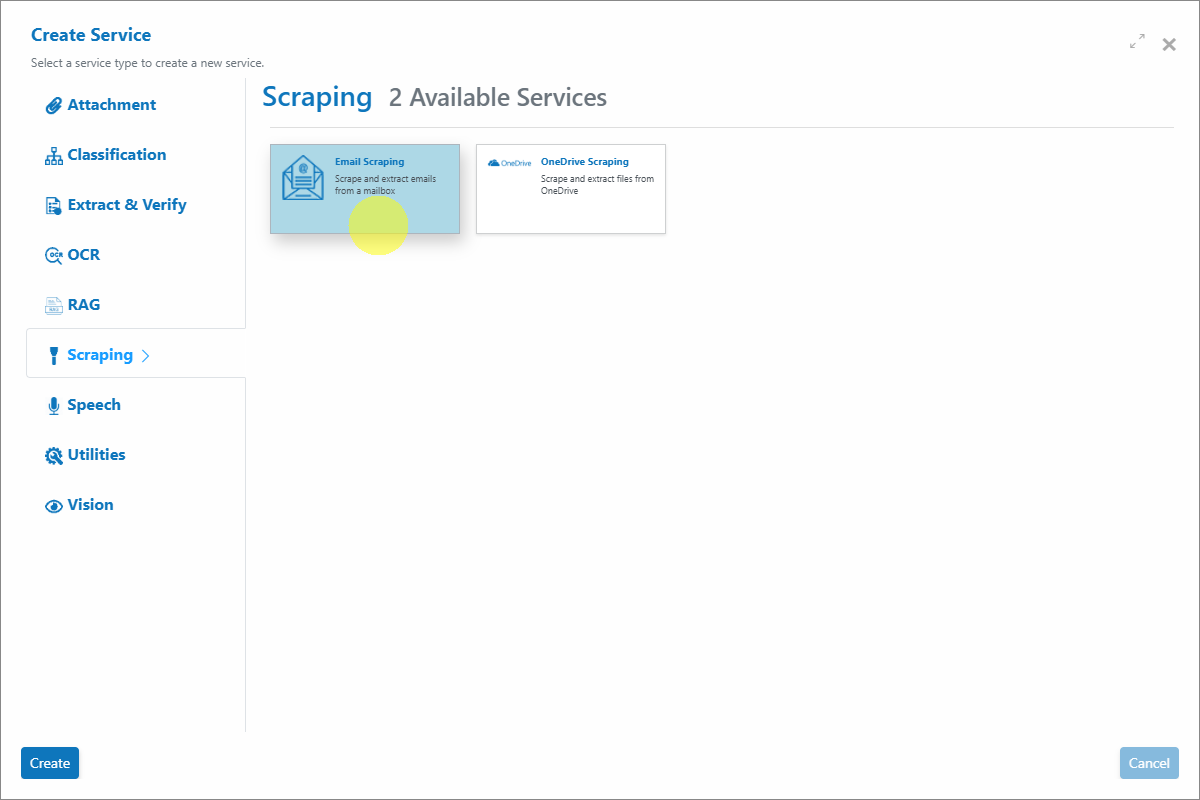 Create Service
Select a service type to create a new service.
Attachment
Classification
Extract & Verify
OCR
RAG
Scraping
Speech
Utilities
Vision
Scraping 2 Available Services
Email Scraping
Scrape and extract emails
from a mailbox
OneDrive
OneDrive Scraping
Scrape and extract files from
OneDrive
Create
Cancel